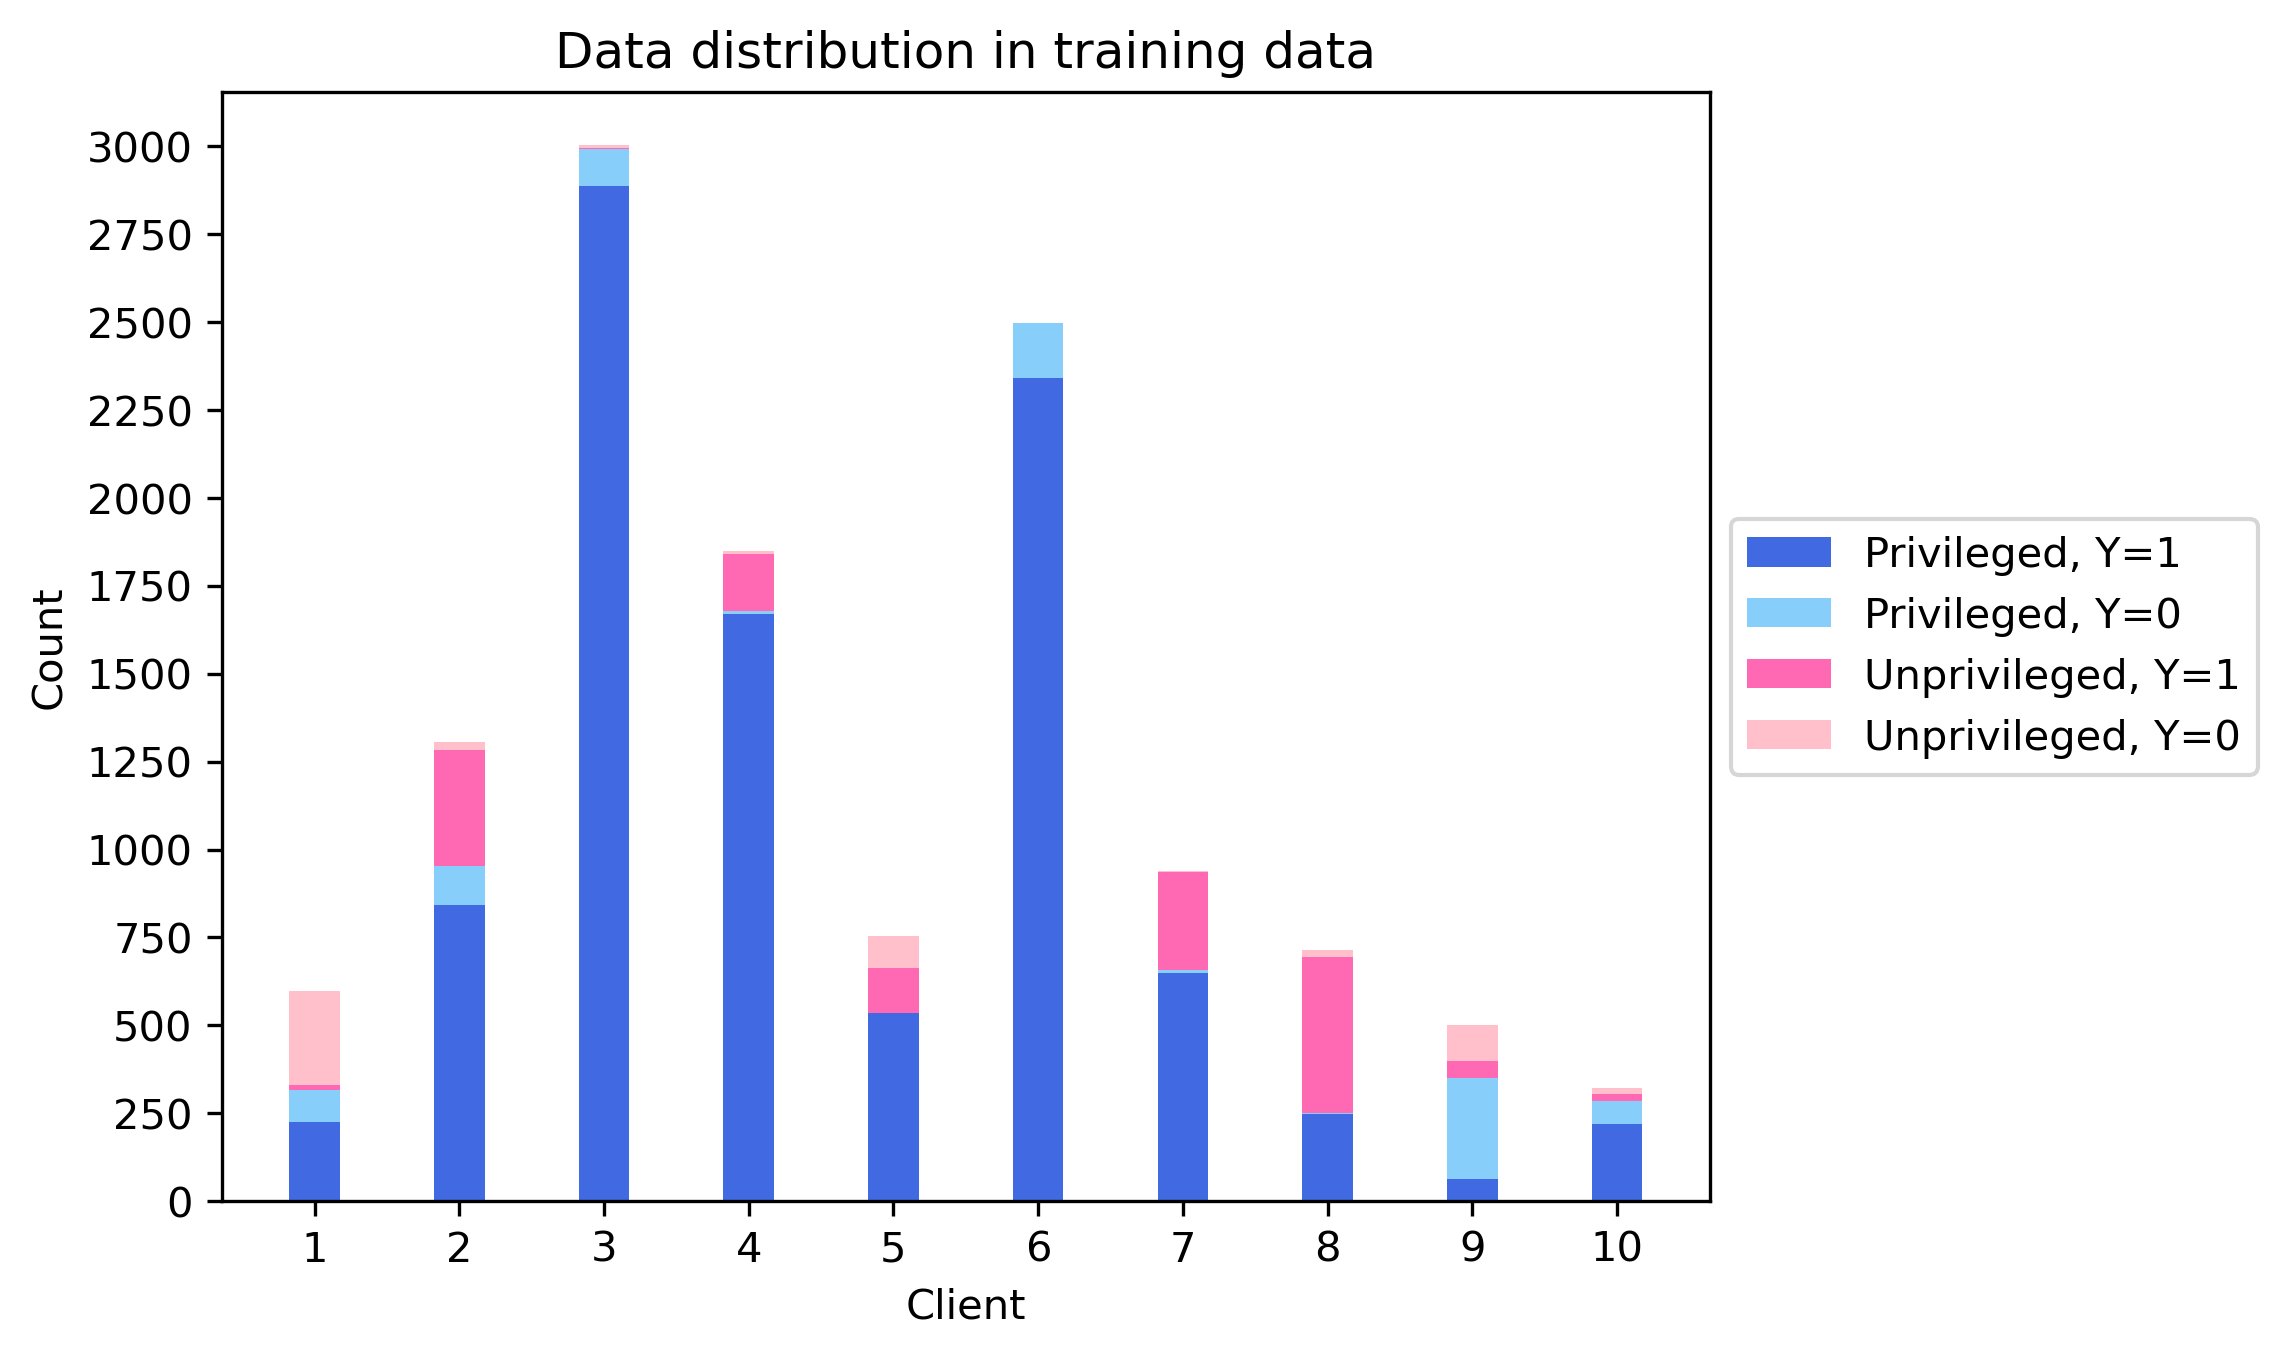 Data distribution in training data
3000
2750
2500
2250
2000
1750
1500
1250
1000
750
500
250
0
Count
1 2 3 4 5 6 7 8 9 10
Client
Privileged, Y=1
Privileged, Y=0
Unprivileged, Y=1
Unprivileged, Y=0